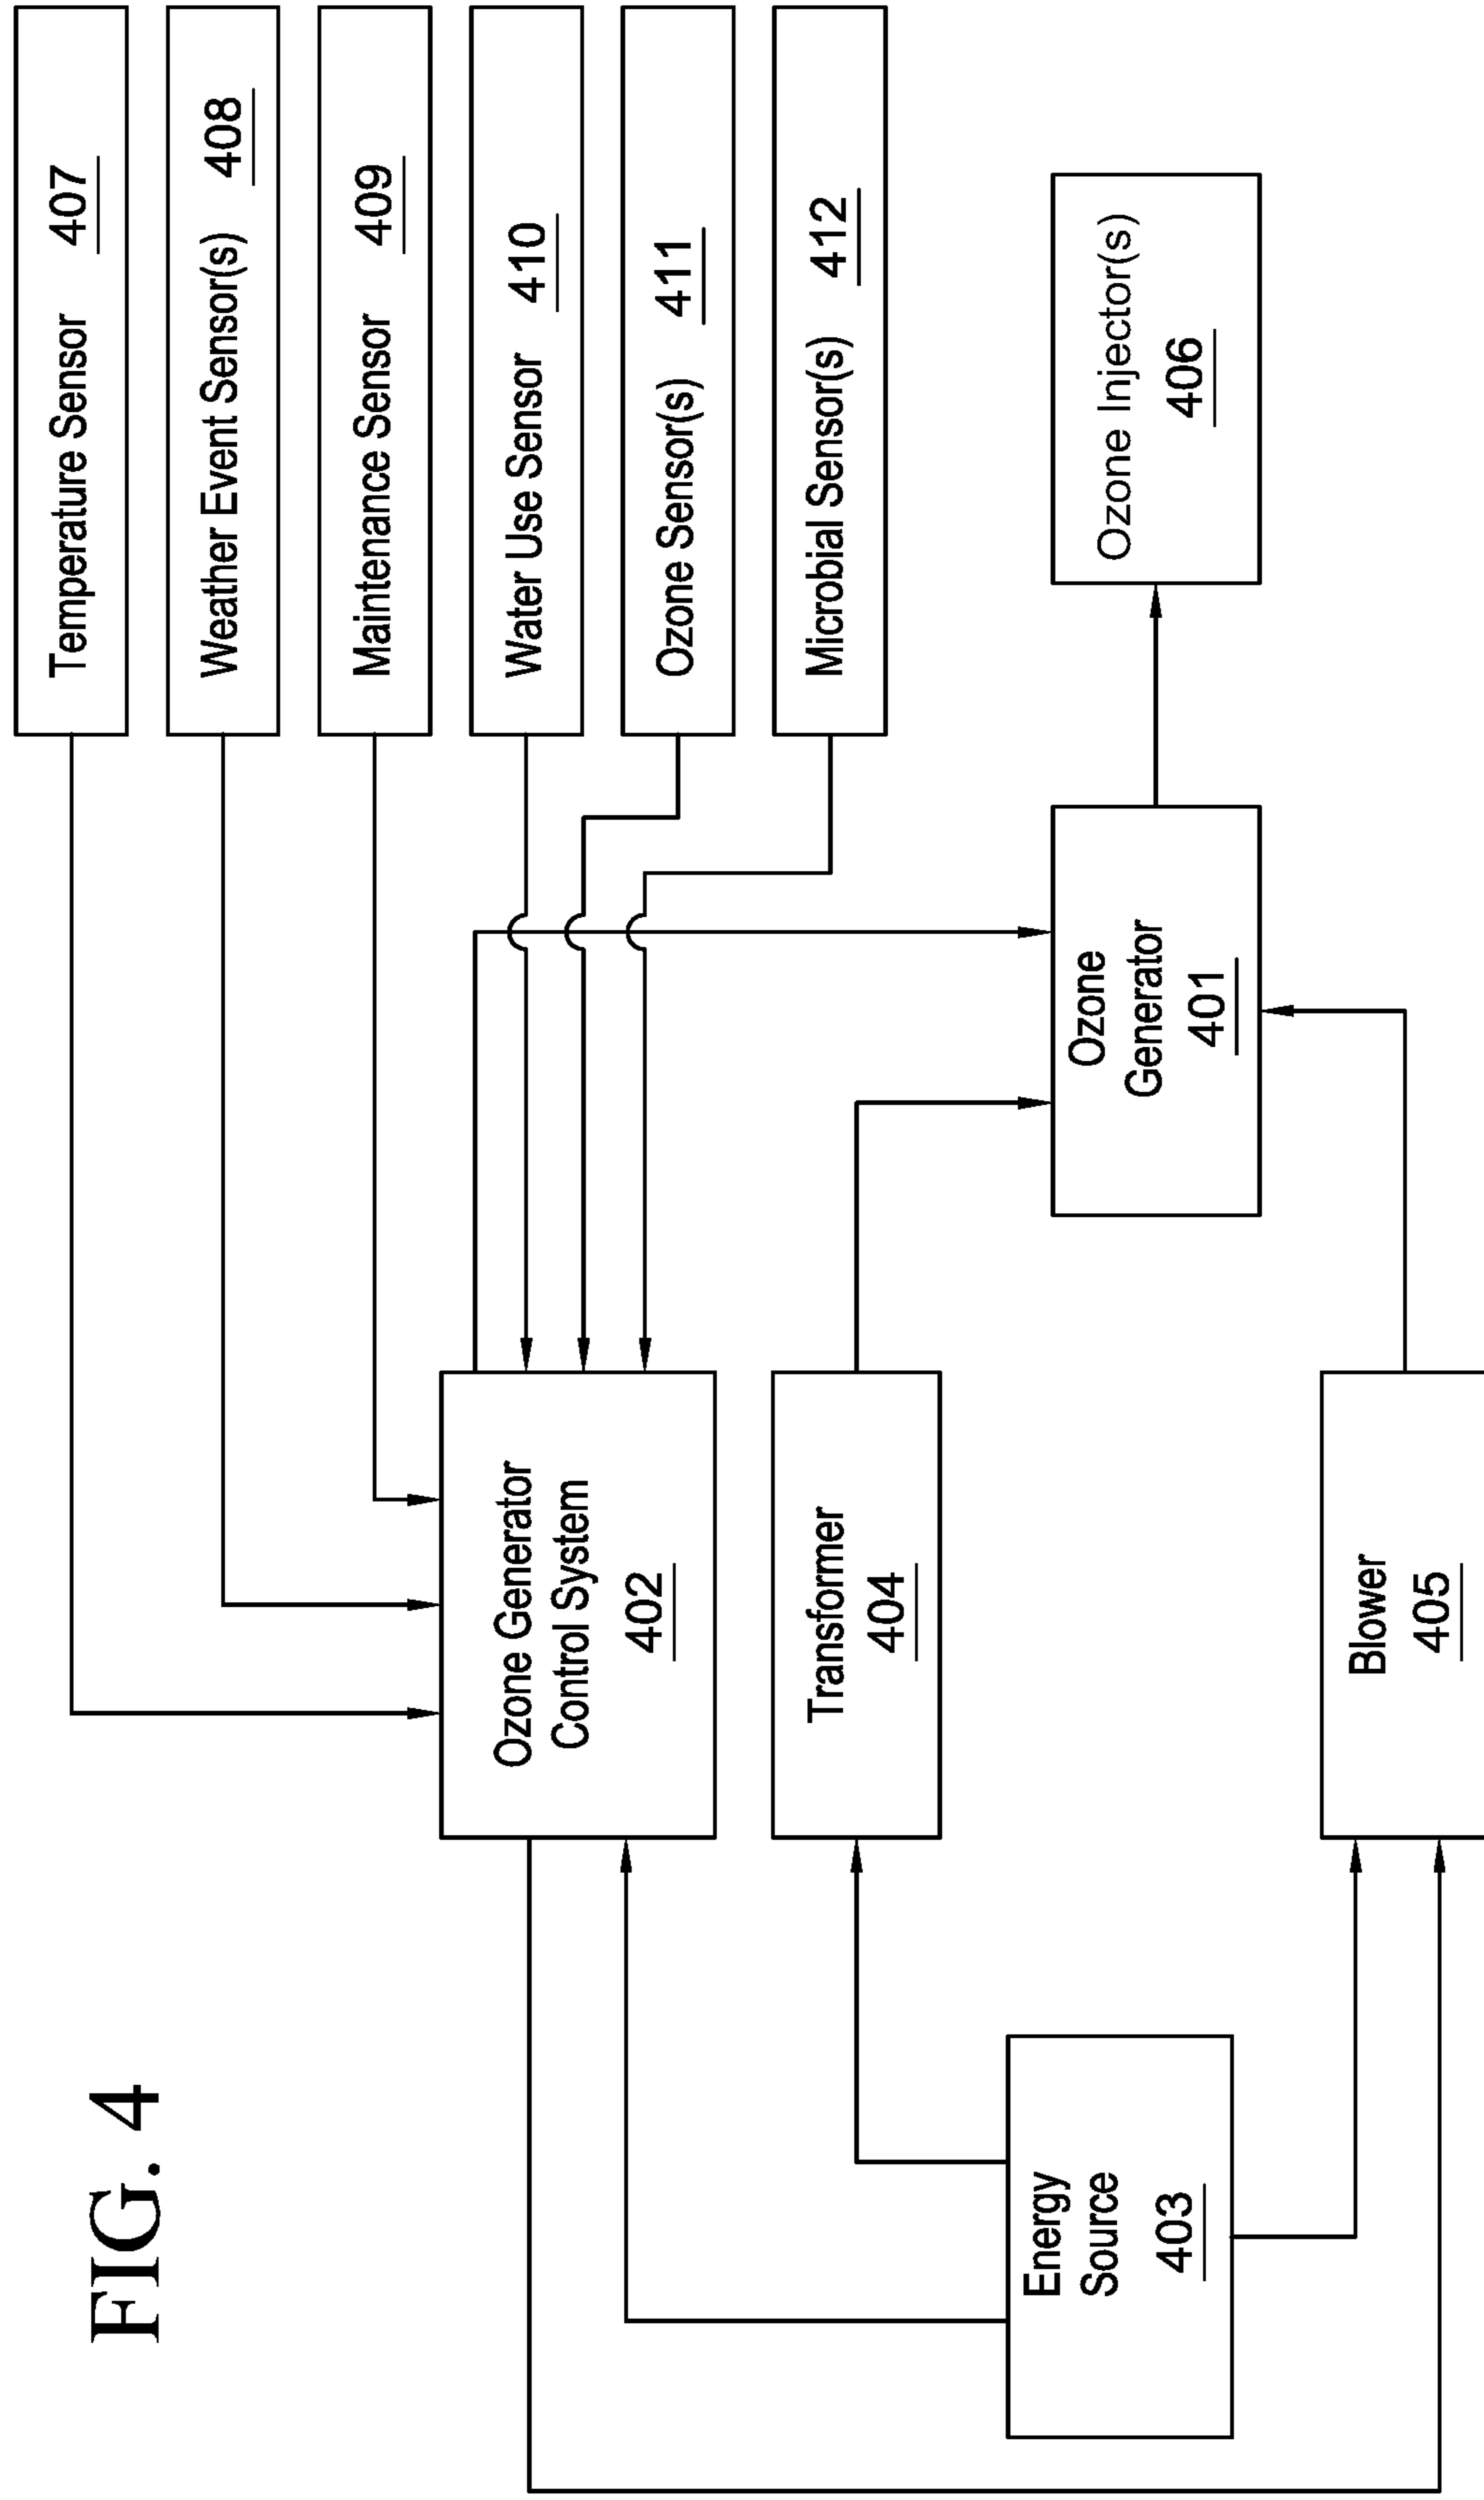 FIG. 4
Temperature Sensor 407
Weather Event Sensor(s) 408
Maintenance Sensor 409
Water Use Sensor 410
Ozone Sensor(s) 411
Microbial Sensor(s) 412
Ozone Generator
Control System
402
Transformer
404
Energy
Source
403
Blower
405
Ozone
Generator
401
Ozone Injector(s)
406